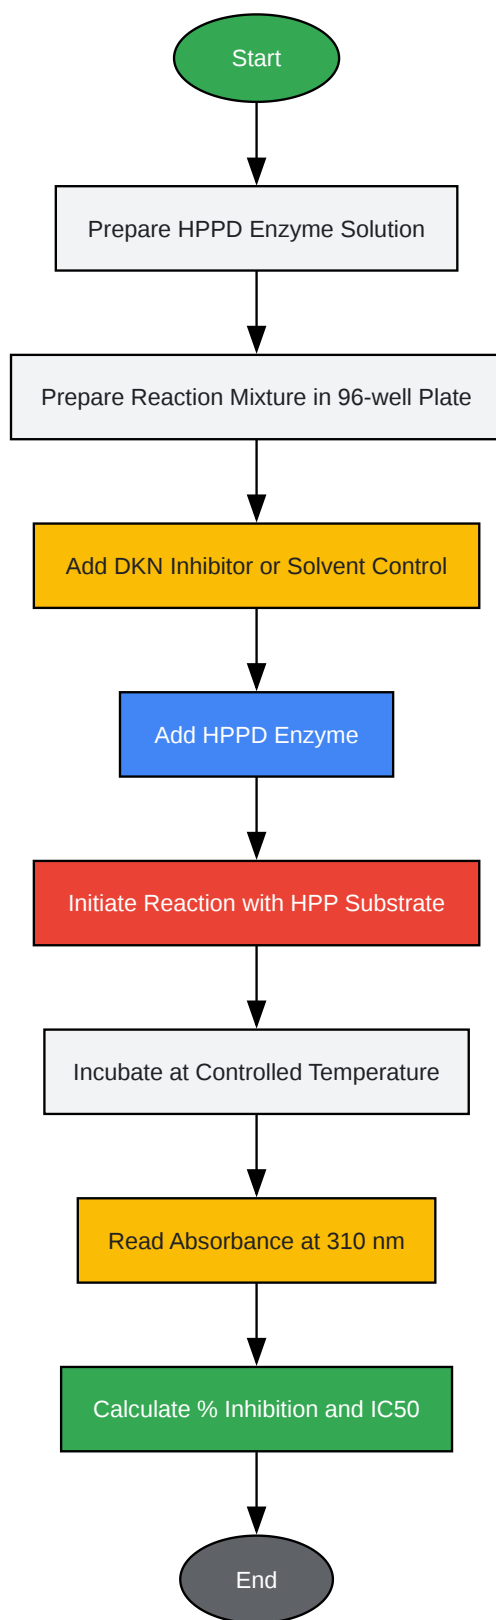 Start
Prepare HPPD Enzyme Solution
Prepare Reaction Mixture in 96-well Plate
Add DKN Inhibitor or Solvent Control
Add HPPD Enzyme
Initiate Reaction with HPP Substrate
Incubate at Controlled Temperature
Read Absorbance at 310 nm
Calculate % Inhibition and IC50
End